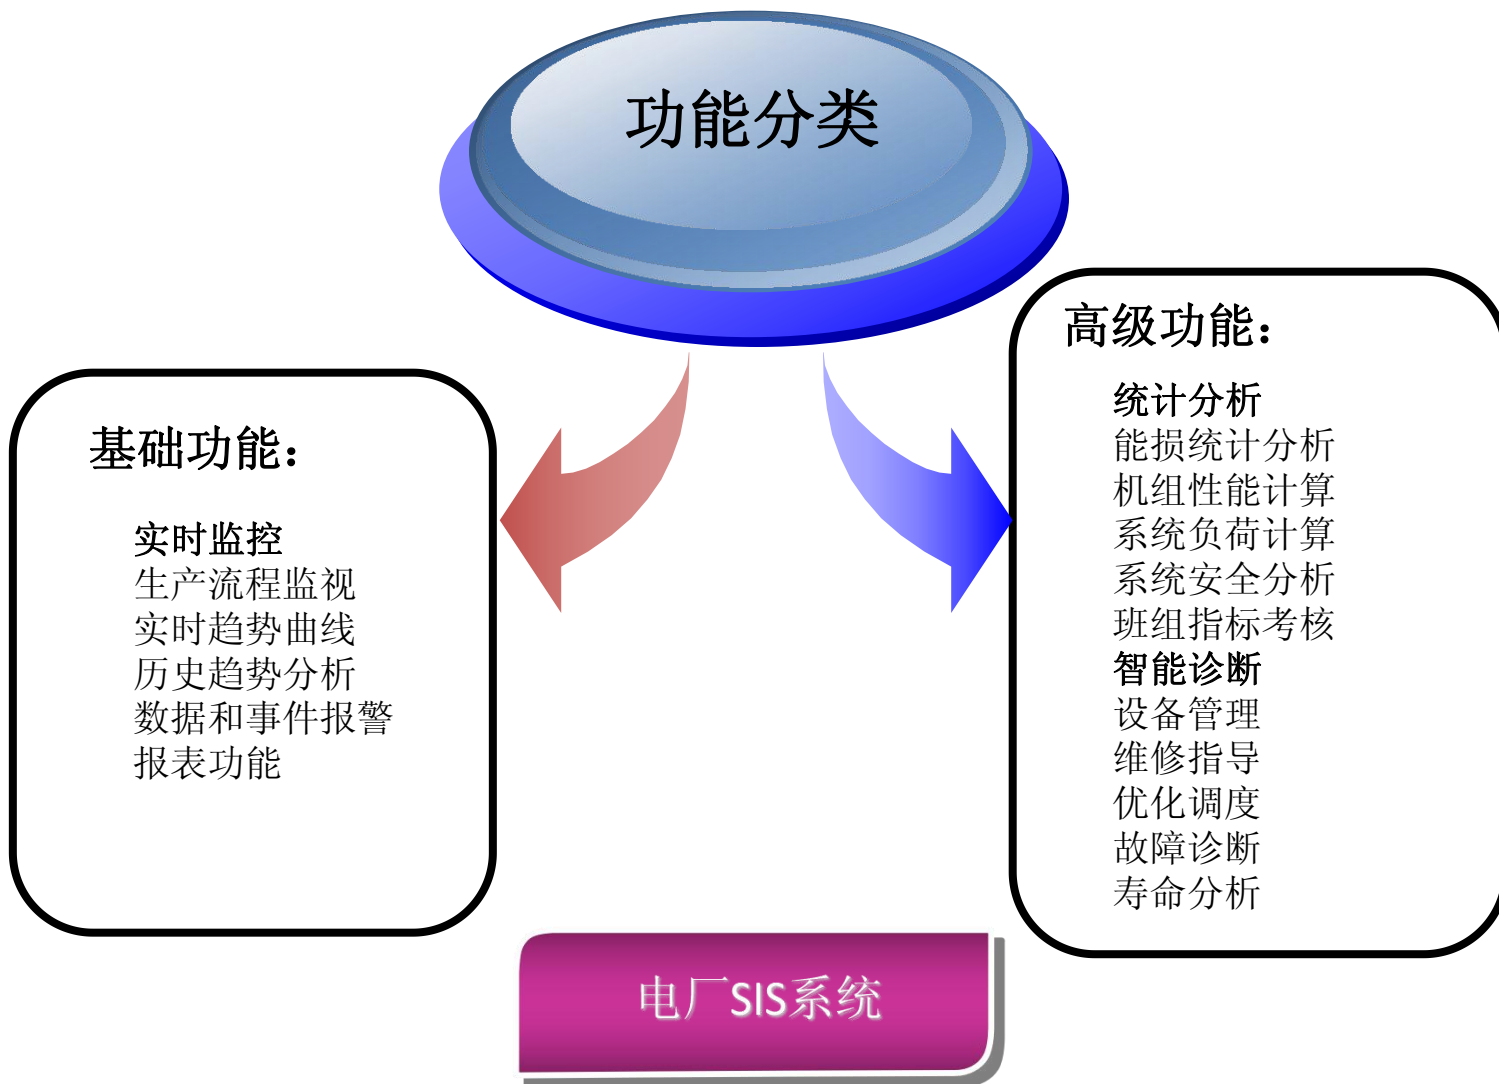 功能分类
基础功能：
实时监控
生产流程监视
实时趋势曲线
历史趋势分析
数据和事件报警
报表功能
高级功能：
统计分析
能损统计分析
机组性能计算
系统负荷计算
系统安全分析
班组指标考核
智能诊断
设备管理
维修指导
优化调度
故障诊断
寿命分析
电厂SIS系统